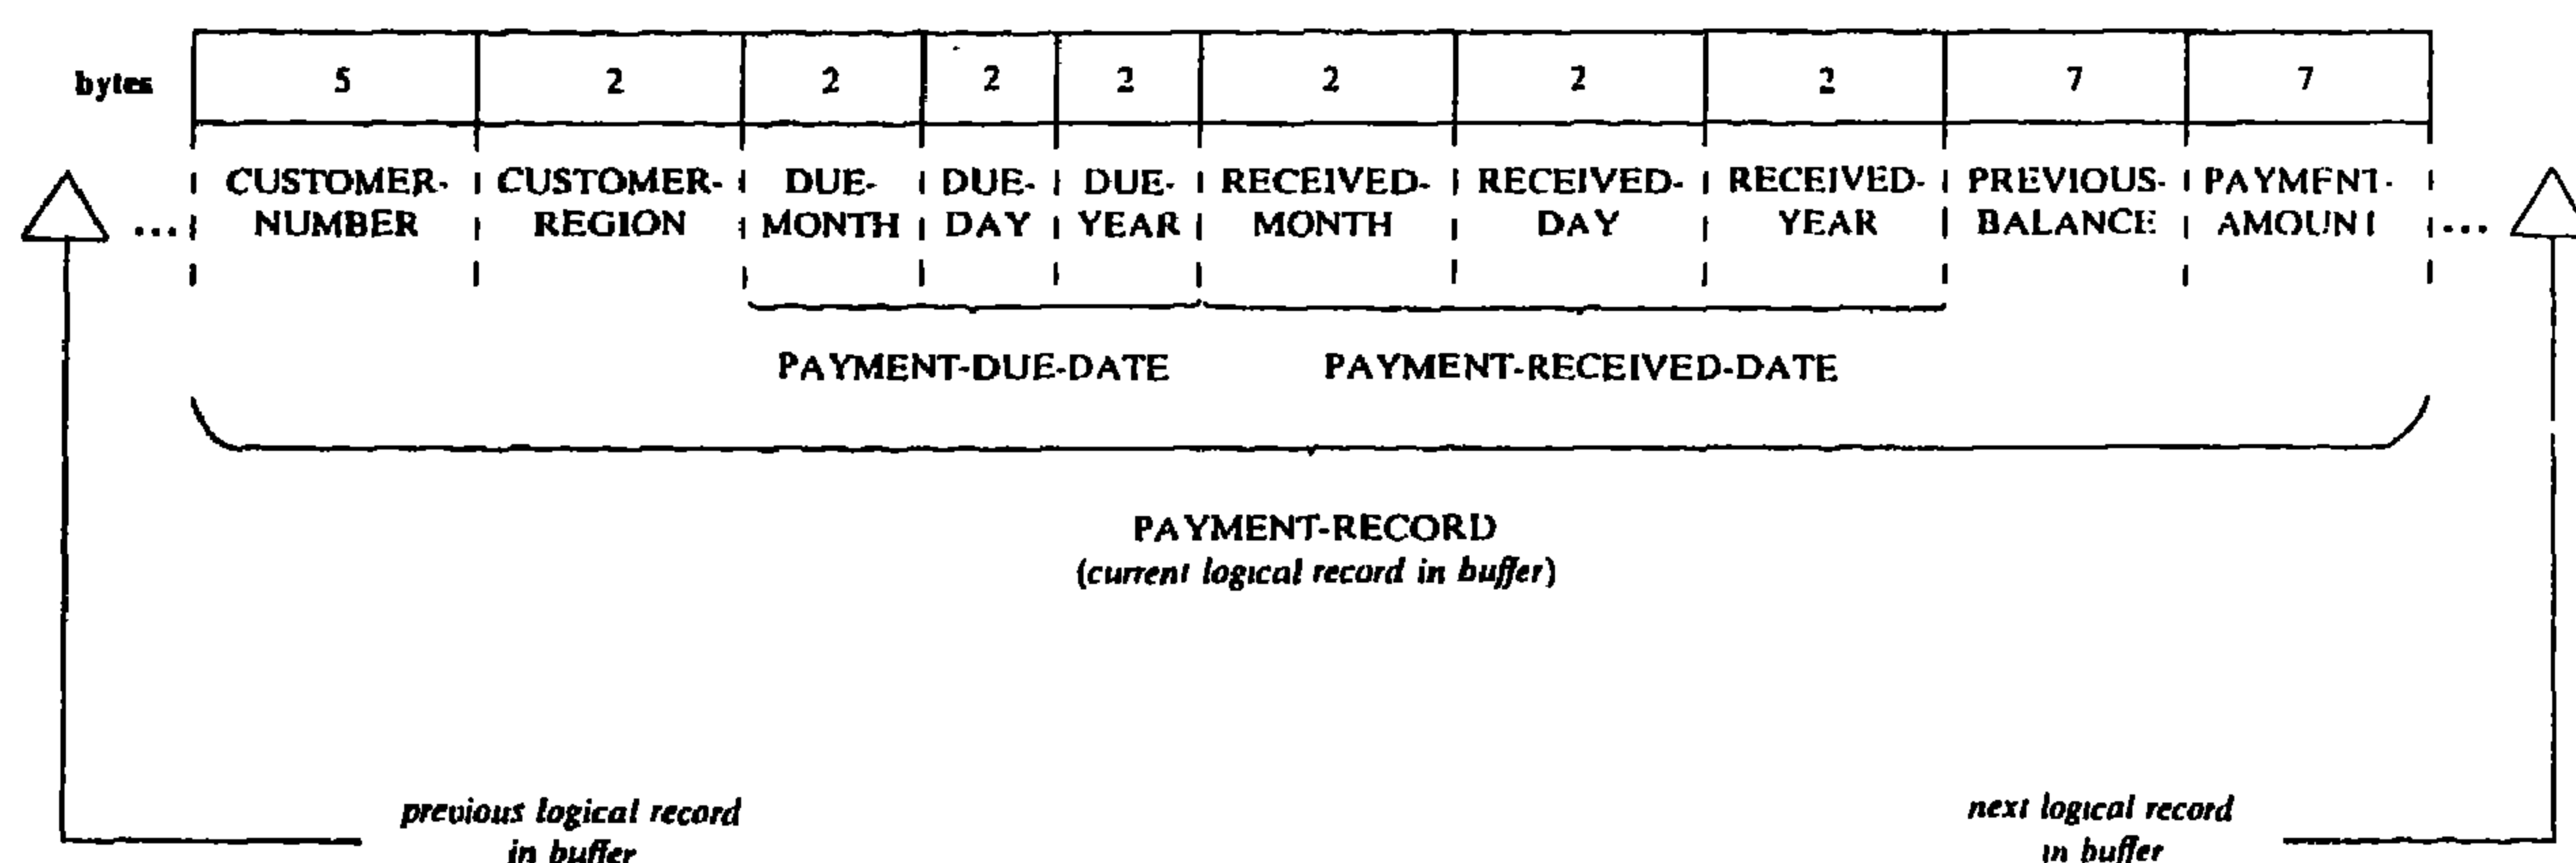 bytes 5 2 2 2 2 2 2 2 7 7
CUSTOMER- CUSTOMER- DUE- DUE- DUE- RECEIVED- RECEIVED- RECEIVED- PREVIOUS- PAYMENT-
... NUMBER REGION MONTH DAY YEAR MONTH DAY YEAR BALANCE AMOUNT ...
PAYMENT-DUE-DATE PAYMENT-RECEIVED-DATE
PAYMENT-RECORD
(current logical record in buffer)
previous logical record next logical record
in buffer in buffer